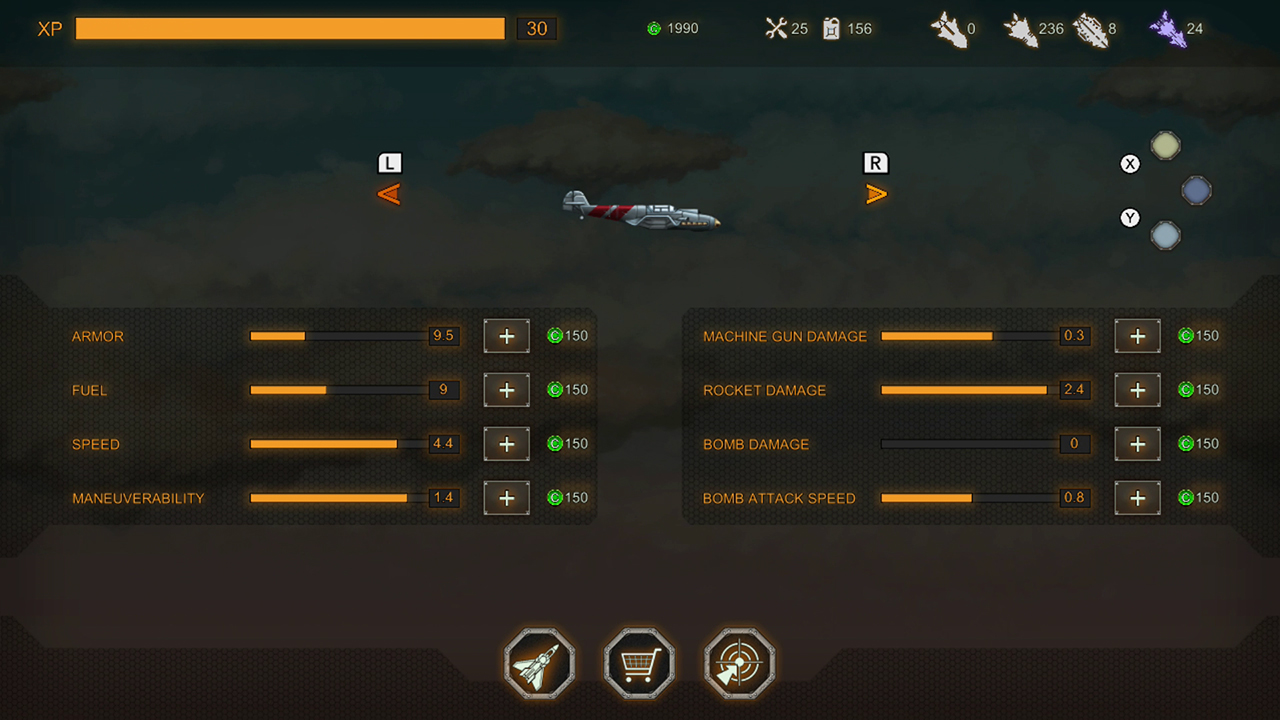 XP 30 1990 25 156 0 236 8 24
L R
X
Y
ARMOR 9.5 + C 150
FUEL 9 + C 150
SPEED 4.4 + C 150
MANEUVERABILITY 1.4 + C 150
MACHINE GUN DAMAGE 0.3 + C 150
ROCKET DAMAGE 2.4 + C 150
BOMB DAMAGE 0 + C 150
BOMB ATTACK SPEED 0.8 + C 150